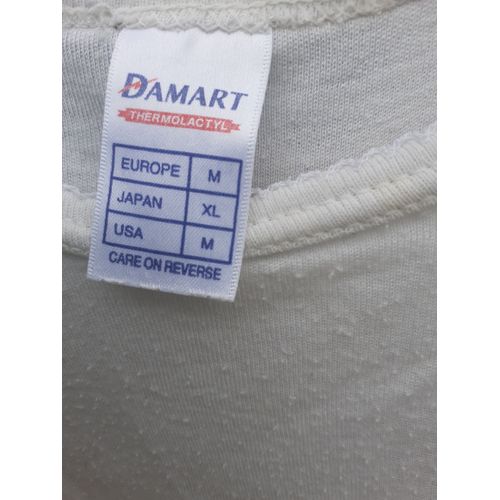 DAMART
THERMOLACTYL
EUROPE M
JAPAN XL
USA M
CARE ON REVERSE